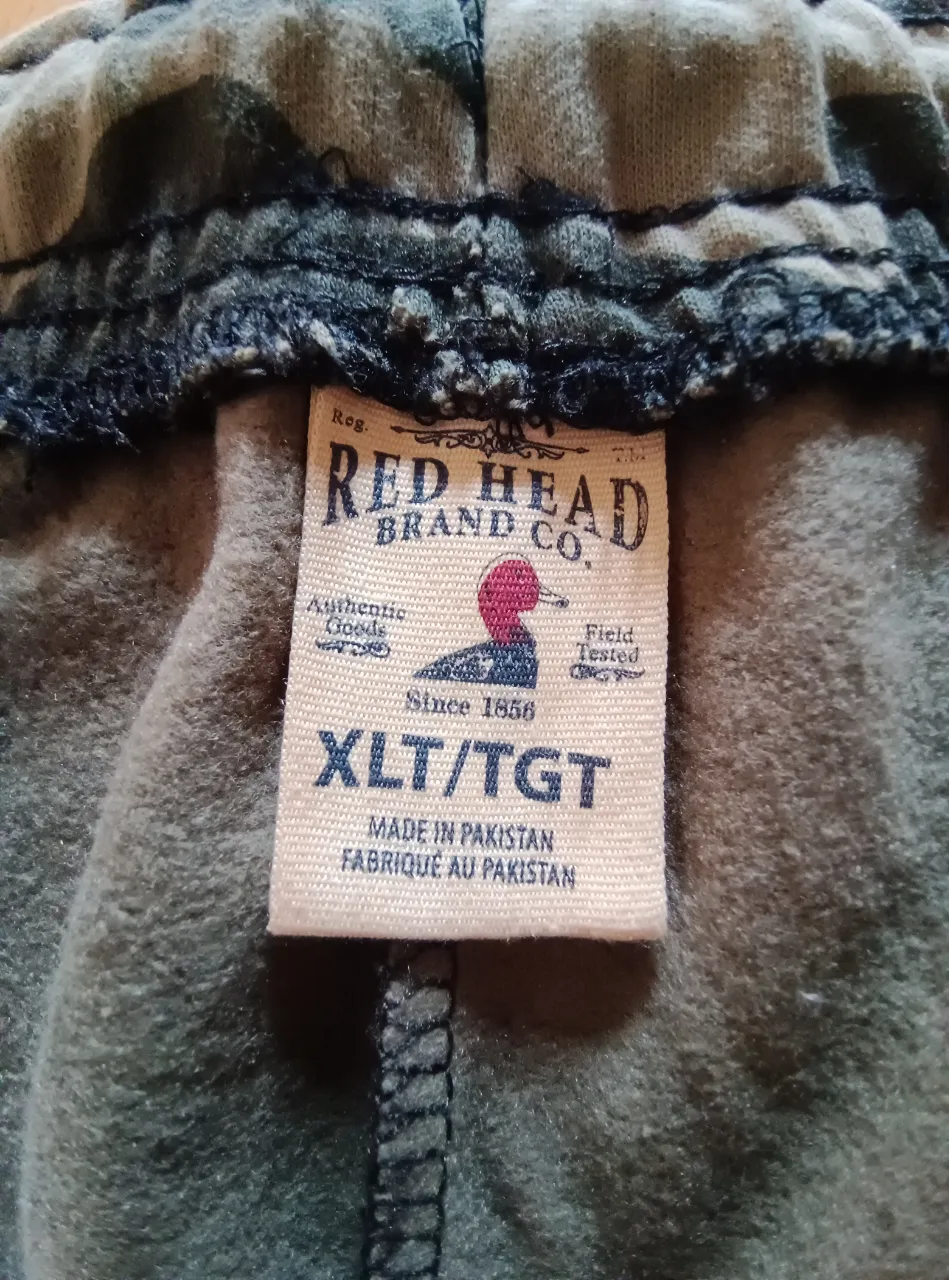 Reg.
TM
RED HEAD
BRAND CO.
Authentic
Goods
Field
Tested
Since 1856
XLT/TGT
MADE IN PAKISTAN
FABRIQUÉ AU PAKISTAN